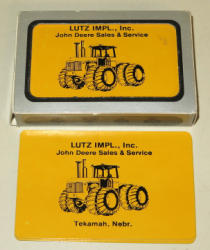 LUTZ IMPL., Inc.
John Deere Sales & Service
LUTZ IMPL., Inc.
John Deere Sales & Service
Tekamah, Nebr.